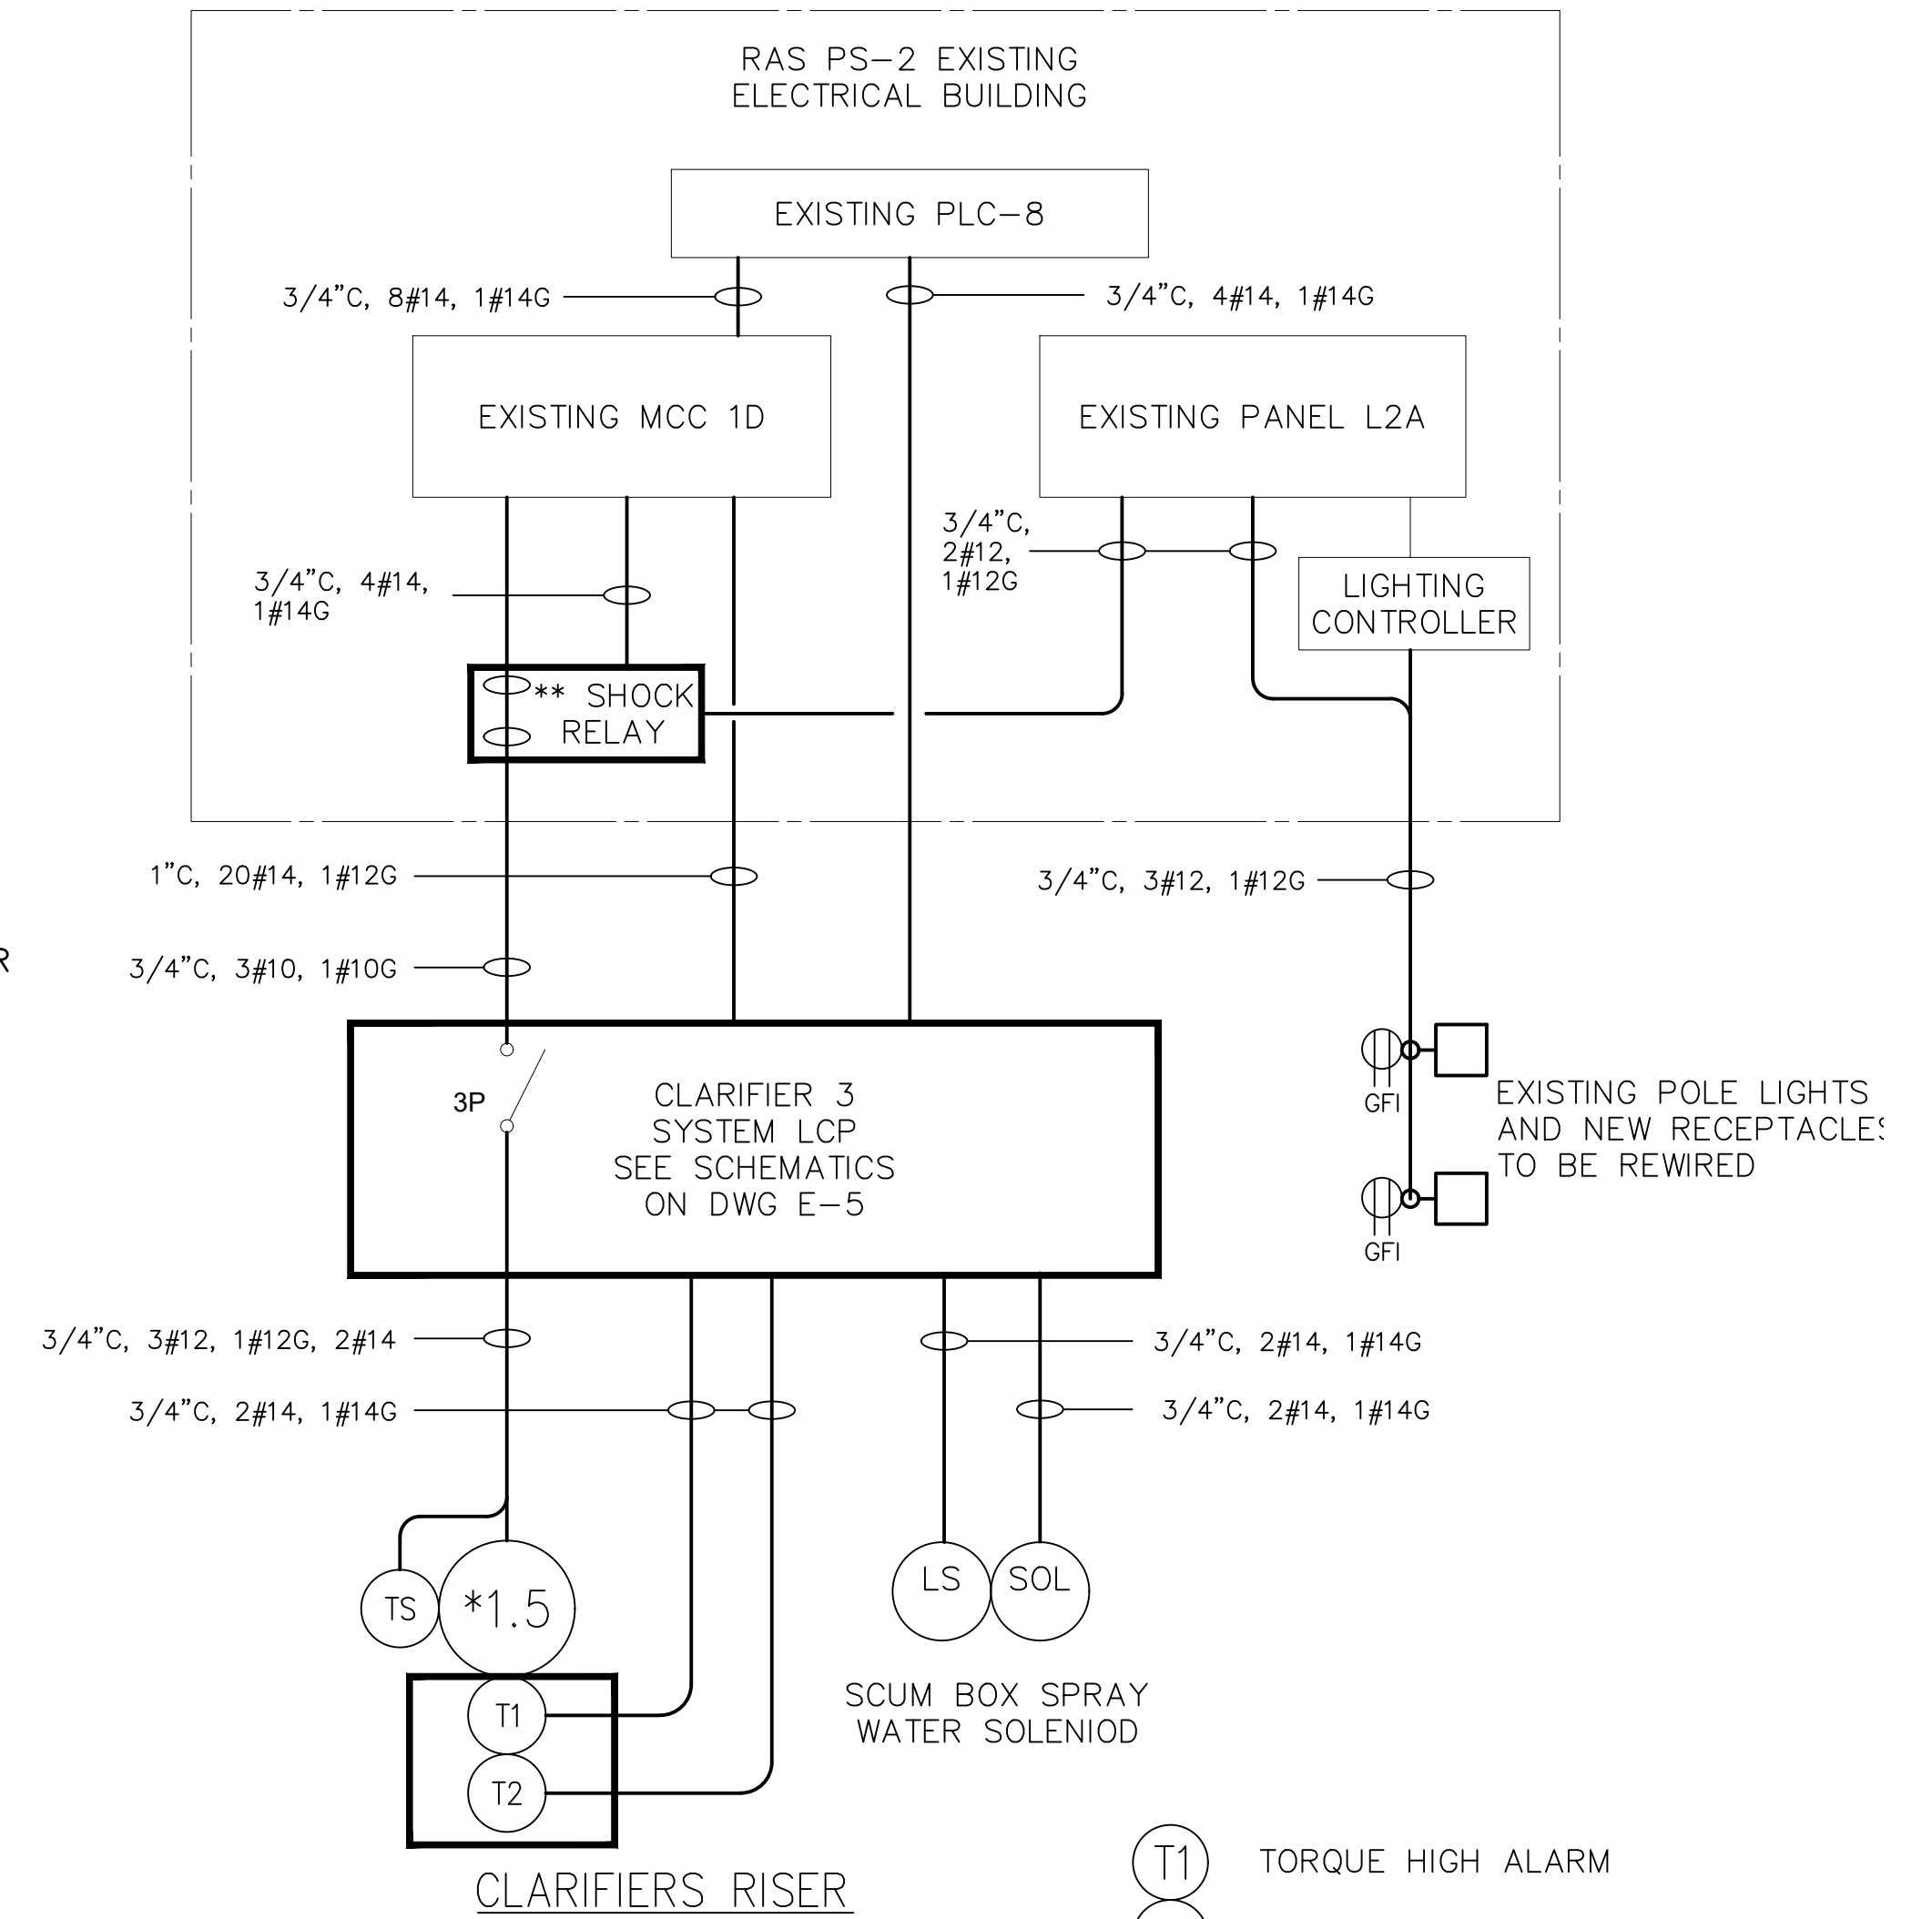 RAS PS-2 EXISTING
ELECTRICAL BUILDING
EXISTING PLC-8
3/4"C, 8#14, 1#14G
3/4"C, 4#14, 1#14G
EXISTING MCC 1D
EXISTING PANEL L2A
3/4"C,
2#12,
1#12G
3/4"C, 4#14,
1#14G
LIGHTING
CONTROLLER
** SHOCK
RELAY
1"C, 20#14, 1#12G
3/4"C, 3#12, 1#12G
R
3/4"C, 3#10, 1#10G
3P
CLARIFIER 3
SYSTEM LCP
SEE SCHEMATICS
ON DWG E-5
GFI
EXISTING POLE LIGHTS
AND NEW RECEPTACLES
TO BE REWIRED
GFI
3/4"C, 3#12, 1#12G, 2#14
3/4"C, 2#14, 1#14G
3/4"C, 2#14, 1#14G
3/4"C, 2#14, 1#14G
TS
*1.5
LS
SOL
T1
T2
SCUM BOX SPRAY
WATER SOLENIOD
CLARIFIERS RISER
T1
TORQUE HIGH ALARM